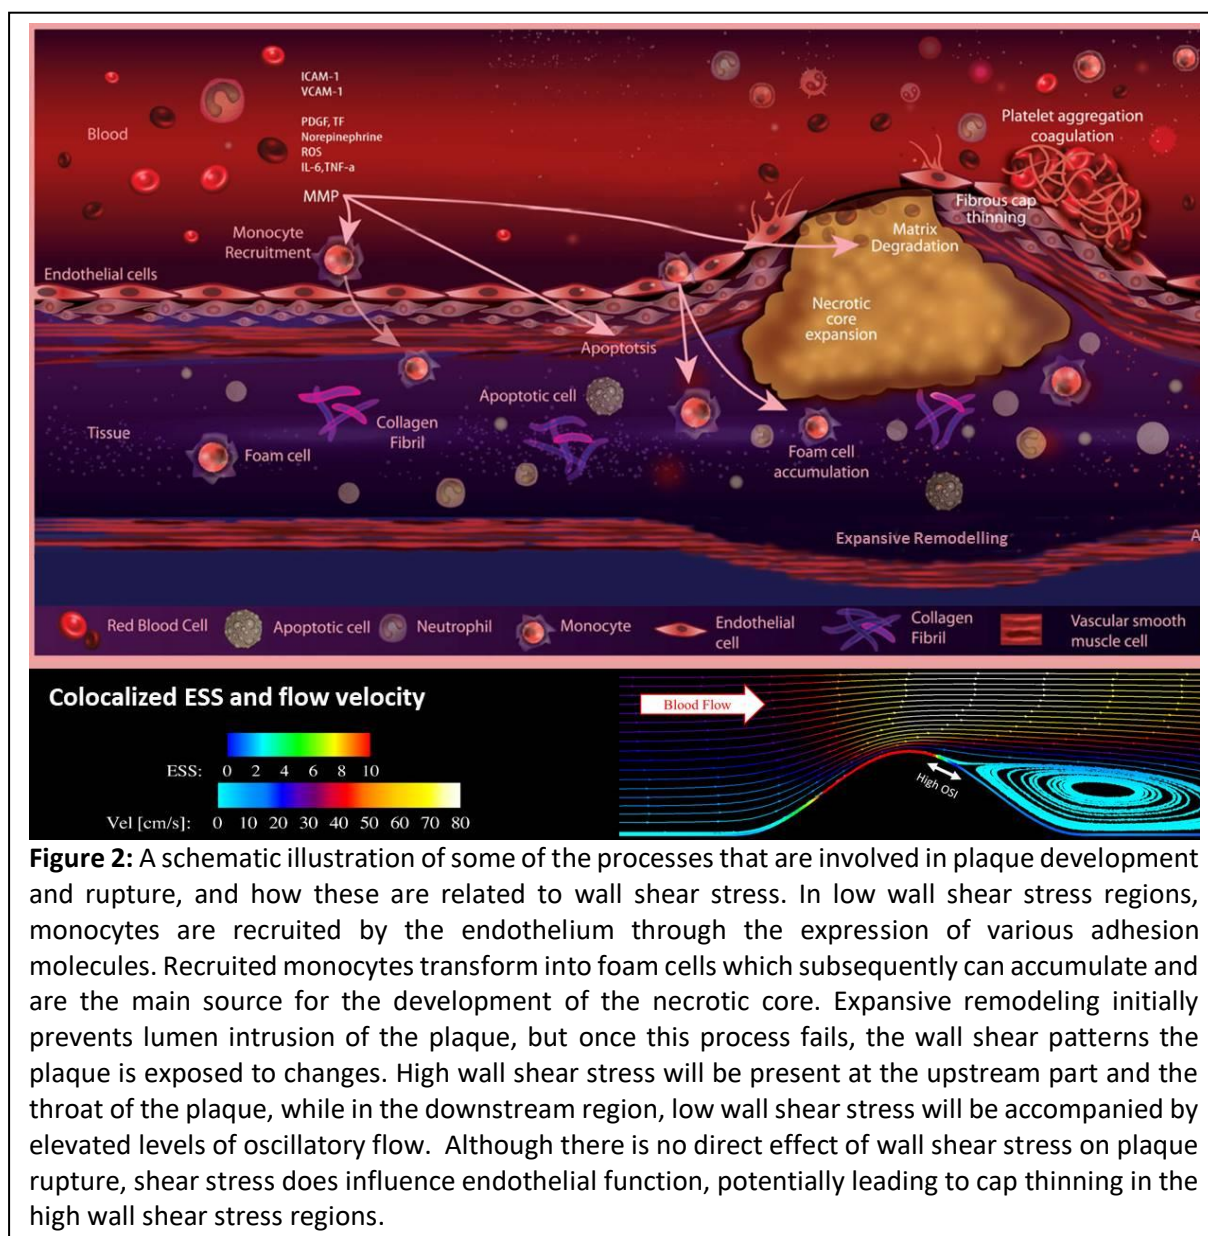 ICAM-1
VCAM-1
Blood
PDGF, TF
Norepinephrine
ROS
IL-6,TNF-a
MMP
Monocyte
Recruitment
Endothelial cells
Platelet aggregation
coagulation
Fibrous cap
thinning
Matrix
Degradation
Necrotic
core
expansion
Apoptotsis
Apoptotic cell
Collagen
Fibril
Tissue
Foam cell
Foam cell
accumulation
Expansive Remodelling
A
Red Blood Cell
Apoptotic cell
Neutrophil
Monocyte
Endothelial
cell
Collagen
Fibril
Vascular smooth
muscle cell
Colocalized ESS and flow velocity
ESS: 0 2 4 6 8 10
Vel [cm/s]: 0 10 20 30 40 50 60 70 80
Blood Flow
High OSI
Figure 2: A schematic illustration of some of the processes that are involved in plaque development
and rupture, and how these are related to wall shear stress. In low wall shear stress regions,
monocytes are recruited by the endothelium through the expression of various adhesion
molecules. Recruited monocytes transform into foam cells which subsequently can accumulate and
are the main source for the development of the necrotic core. Expansive remodeling initially
prevents lumen intrusion of the plaque, but once this process fails, the wall shear patterns the
plaque is exposed to changes. High wall shear stress will be present at the upstream part and the
throat of the plaque, while in the downstream region, low wall shear stress will be accompanied by
elevated levels of oscillatory flow. Although there is no direct effect of wall shear stress on plaque
rupture, shear stress does influence endothelial function, potentially leading to cap thinning in the
high wall shear stress regions.